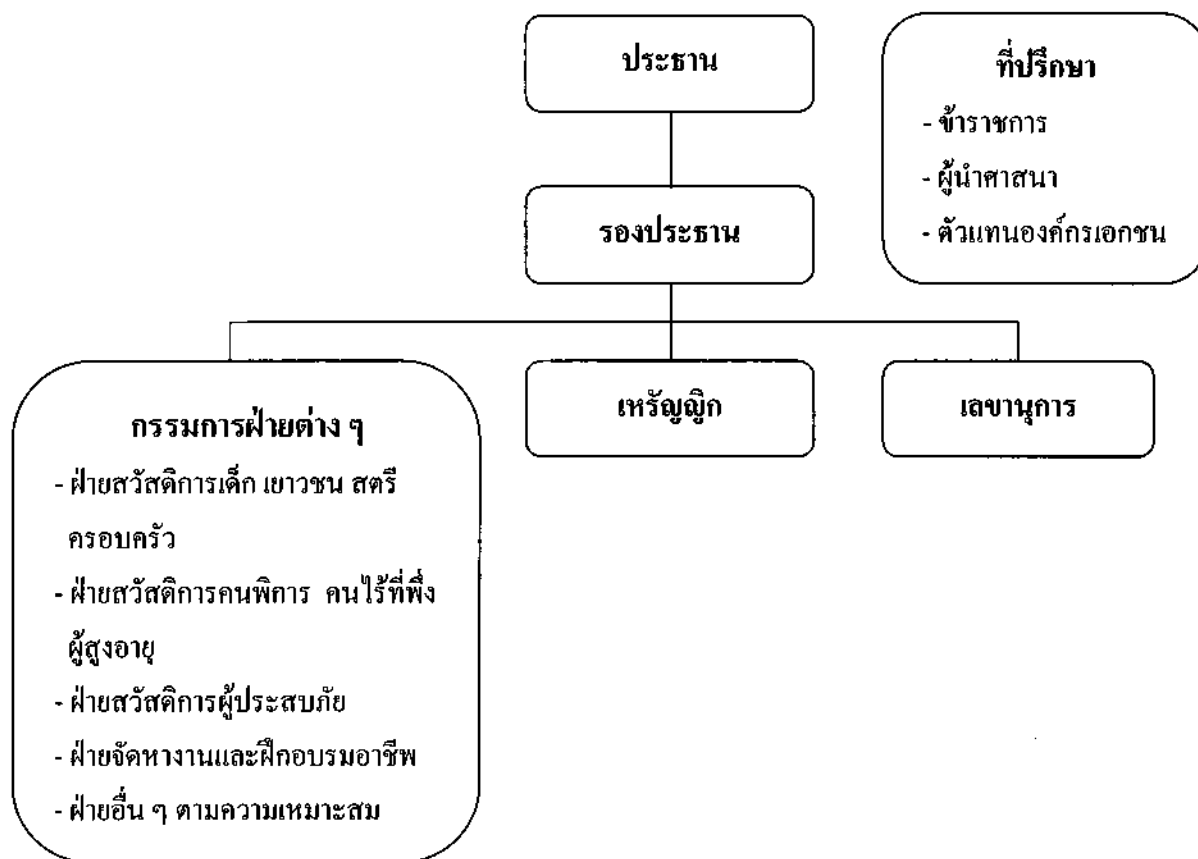 ประธาน
ที่ปรึกษา
- ข้าราชการ
- ผู้นำศาสนา
- ตัวแทนองค์กรเอกชน
รองประธาน
กรรมการฝ่ายต่าง ๆ
- ฝ่ายสวัสดิการเด็ก เยาวชน สตรี
ครอบครัว
- ฝ่ายสวัสดิการคนพิการ คนไร้ที่พึ่ง
ผู้สูงอายุ
- ฝ่ายสวัสดิการผู้ประสบภัย
- ฝ่ายจัดหางานและฝึกอบรมอาชีพ
- ฝ่ายอื่น ๆ ตามความเหมาะสม
เหรัญญิก
เลขานุการ